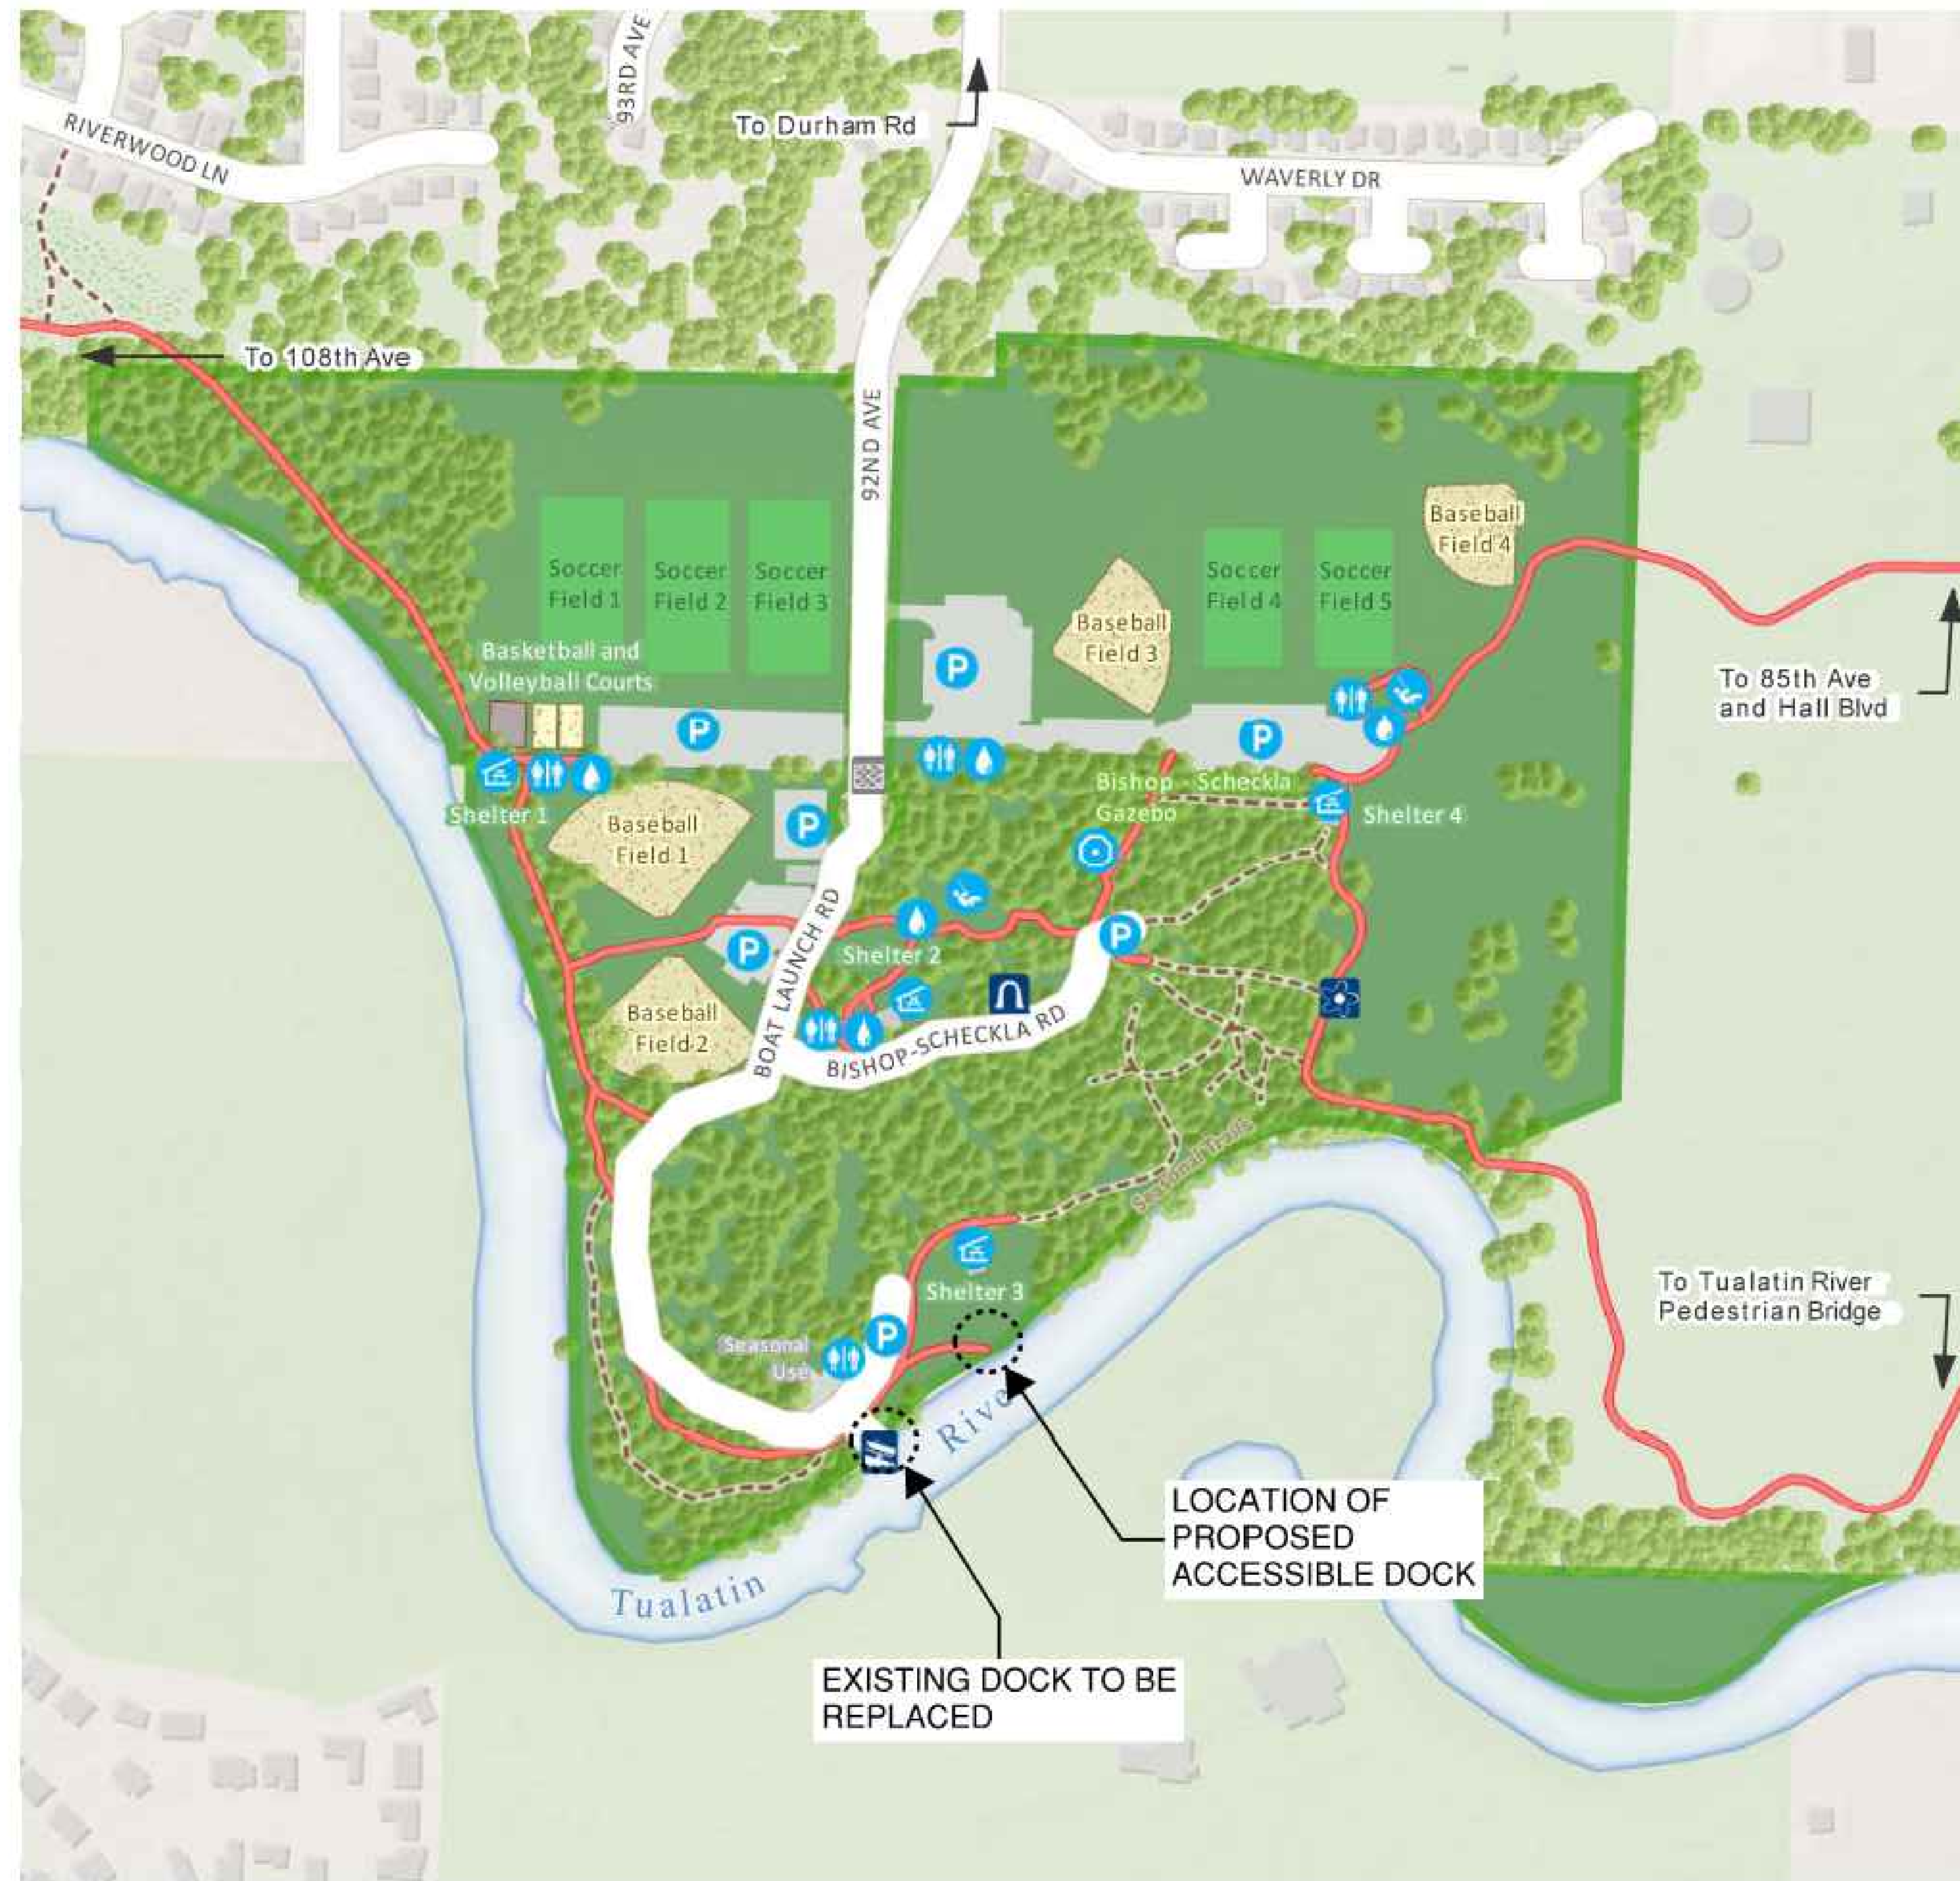 93RD AVE
To Durham Rd
RIVERWOOD LN
WAVERLY DR
To 108th Ave
92ND AVE
Baseball
Field 4
Soccer
Field 1
Soccer
Field 2
Soccer
Field 3
Soccer
Field 4
Soccer
Field 5
Baseball
Field 3
Basketball and
Volleyball Courts
To 85th Ave
and Hall Blvd
P
P
P
Bishop - Scheckla
Gazebo
Shelter 1
Shelter 4
Baseball
Field 1
P
BOAT LAUNCH RD
P
Shelter 2
P
Baseball
Field 2
BISHOP-SCHECKLA RD
Seasonal Trails
Shelter 3
To Tualatin River
Pedestrian Bridge
Seasonal
Use
P
Tualatin
River
LOCATION OF
PROPOSED
ACCESSIBLE DOCK
EXISTING DOCK TO BE
REPLACED